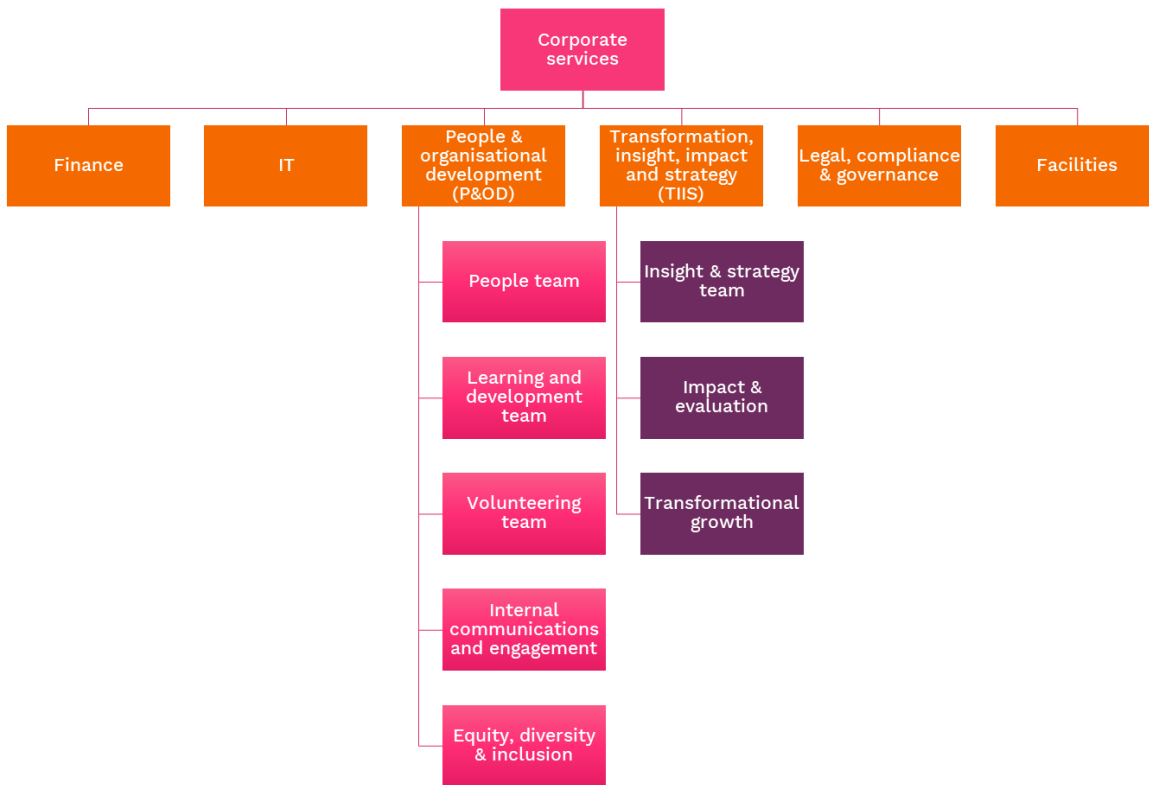 Corporate
services
Finance
IT
People &
organisational
development
(P&OD)
Transformation,
insight, impact
and strategy
(TIIS)
Legal, compliance
& governance
Facilities
People team
Learning and
development
team
Volunteering
team
Internal
communications
and engagement
Equity, diversity
& inclusion
Insight & strategy
team
Impact &
evaluation
Transformational
growth